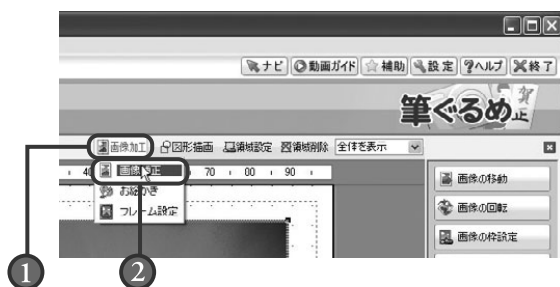 ナビ 動画ガイド 補助 設定 ?ヘルプ 終了
筆ぐるめ 賀正
画像加工 図形描画 領域設定 領域削除 全体を表示
画像補正
70 90
お絵かき
フレーム設定
画像の移動
画像の回転
画像の枠設定
1 2